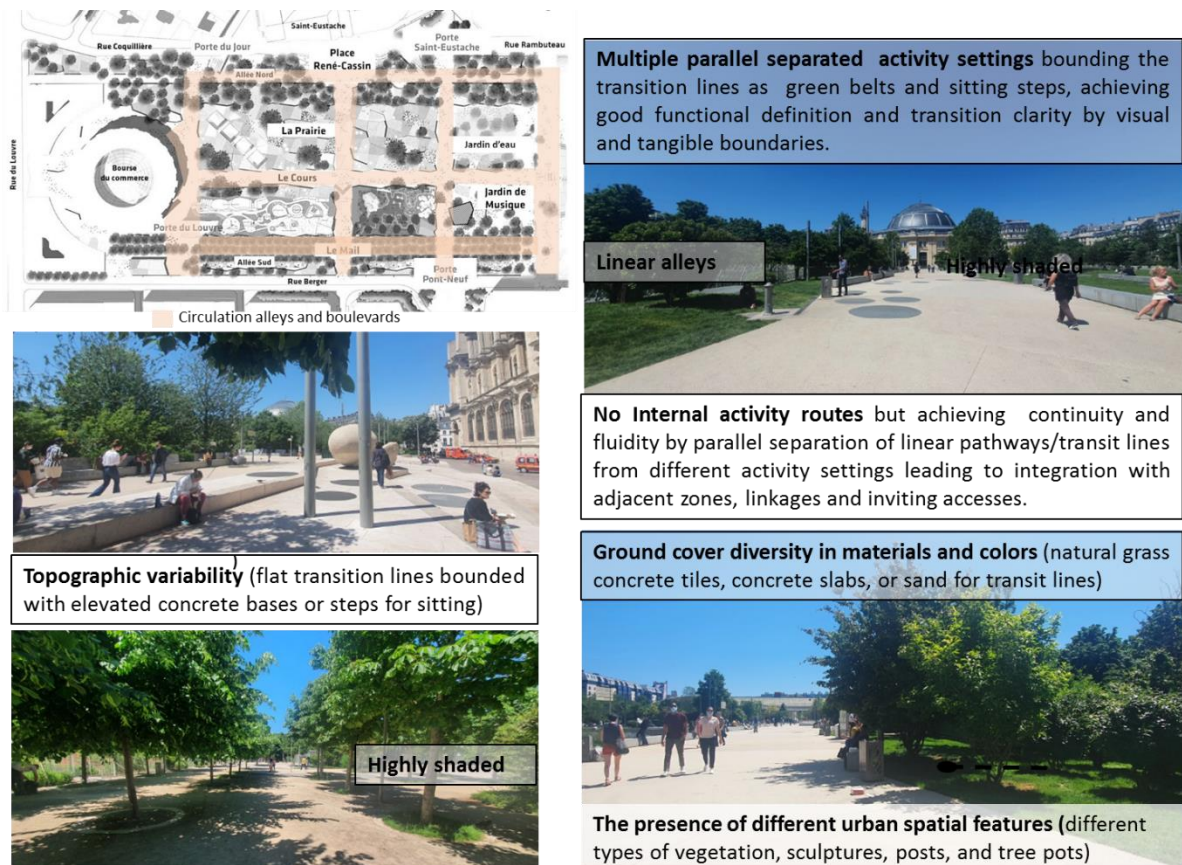 Saint-Eustache
Rue Coquillière
Porte du Jour
Place
René-Cassin
Porte
Saint-Eustache
Rue Rambuteau
Allée Nord
La Prairie
Jardin d'eau
Rue du Louvre
Bourse
du commerce
Le Cours
Jardin de
Musique
Porte du Louvre
Le Mail
Allée Sud
Rue Berger
Porte
Pont-Neuf
Circulation alleys and boulevards
)
Topographic variability (flat transition lines bounded
with elevated concrete bases or steps for sitting)
Highly shaded
Multiple parallel separated activity settings bounding the
transition lines as green belts and sitting steps, achieving
good functional definition and transition clarity by visual
and tangible boundaries.
Linear alleys
Highly shaded
No Internal activity routes but achieving continuity and
fluidity by parallel separation of linear pathways/transit lines
from different activity settings leading to integration with
adjacent zones, linkages and inviting accesses.
Ground cover diversity in materials and colors (natural grass
concrete tiles, concrete slabs, or sand for transit lines)
The presence of different urban spatial features (different
types of vegetation, sculptures, posts, and tree pots)